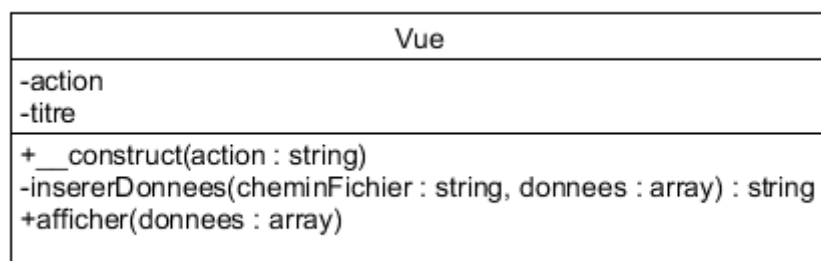 Vue
-action
-titre
+__construct(action : string)
-insererDonnees(cheminFichier : string, donnees : array) : string
+afficher(donnees : array)